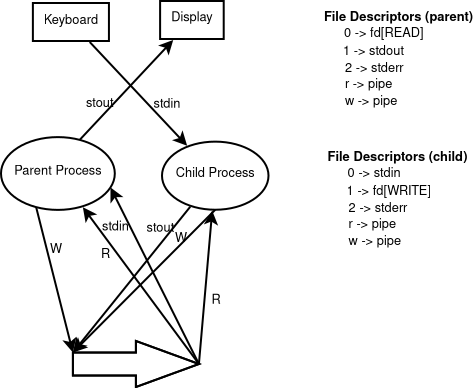 Keyboard
Display
stout
stdin
Parent Process
Child Process
W
stdin
R
stout
W
R
File Descriptors (parent)
0 -> fd[READ]
1 -> stdout
2 -> stderr
r -> pipe
w -> pipe
File Descriptors (child)
0 -> stdin
1 -> fd[WRITE]
2 -> stderr
r -> pipe
w -> pipe